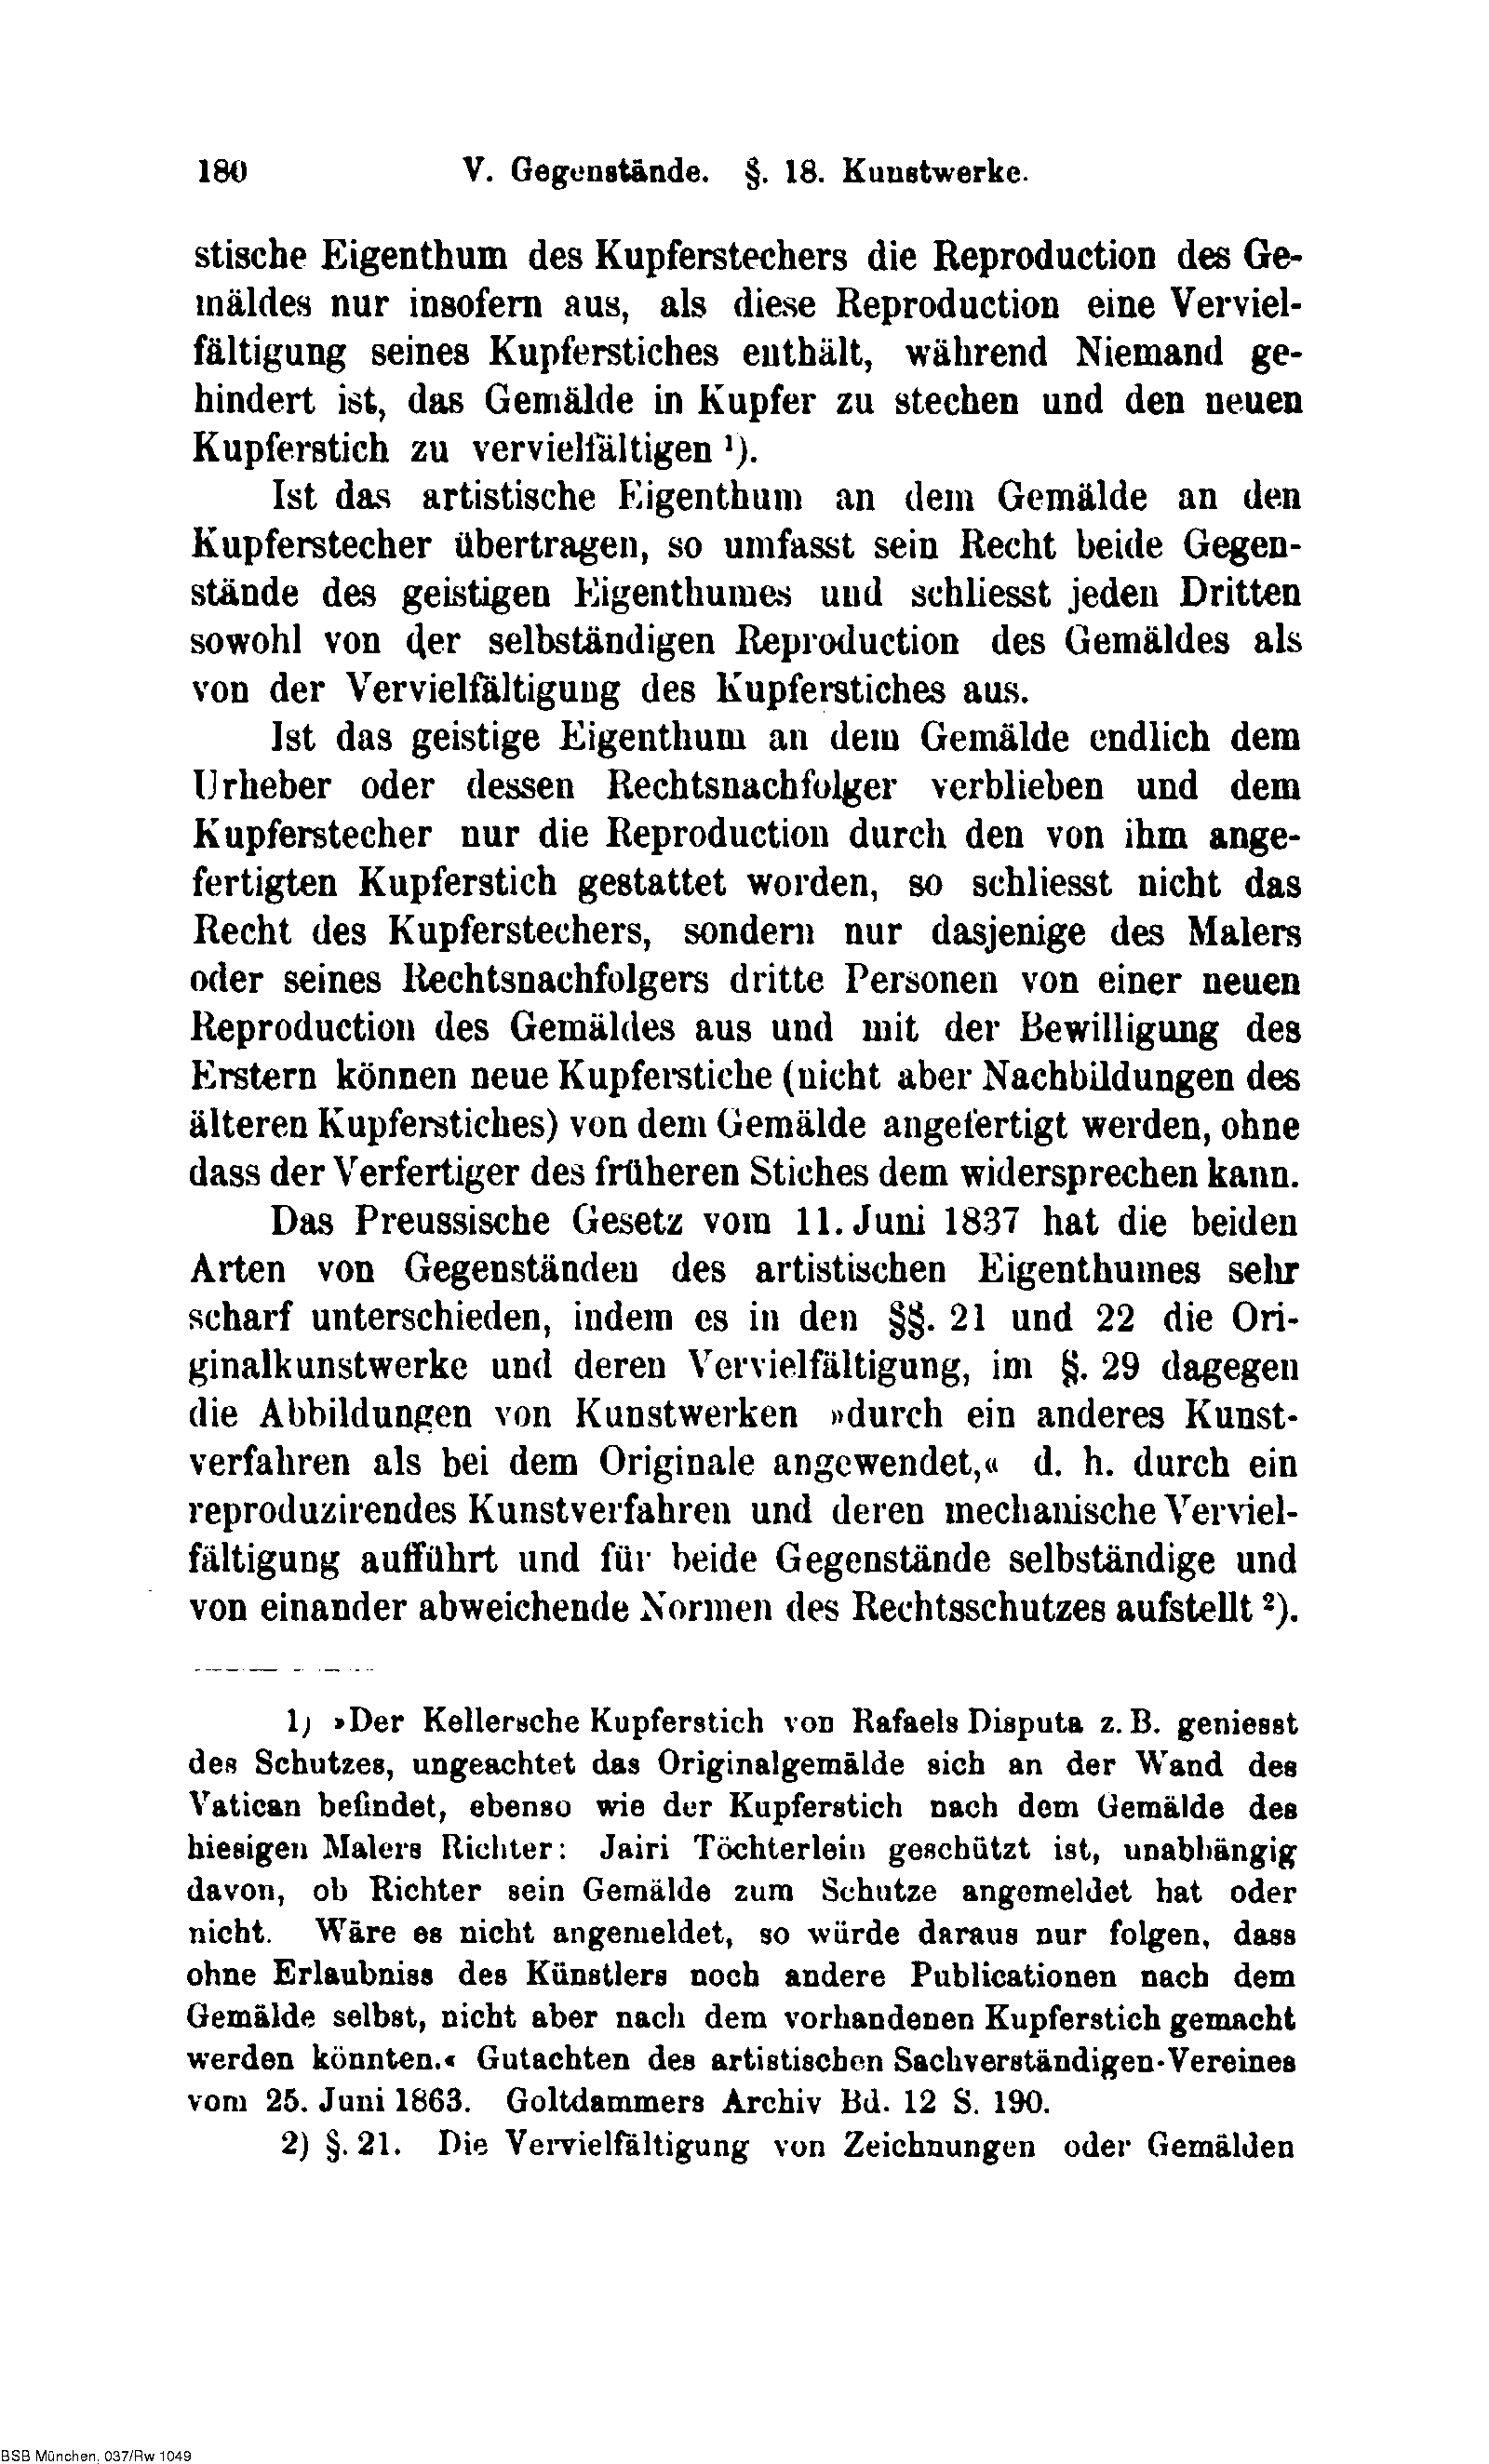 180 V. Gegenstände. §. 18. Kunstwerke.
stische Eigenthum des Kupferstechers die Reproduction des Ge-
mäldes nur insofern aus, als diese Reproduction eine Verviel-
fältigung seines Kupferstiches enthält, während Niemand ge-
hindert ist, das Gemälde in Kupfer zu stechen und den neuen
Kupferstich zu vervielfältigen ¹).
Ist das artistische Eigenthum an dem Gemälde an den
Kupferstecher übertragen, so umfasst sein Recht beide Gegen-
stände des geistigen Eigenthumes und schliesst jeden Dritten
sowohl von der selbständigen Reproduction des Gemäldes als
von der Vervielfältigung des Kupferstiches aus.
Ist das geistige Eigenthum an dem Gemälde endlich dem
Urheber oder dessen Rechtsnachfolger verblieben und dem
Kupferstecher nur die Reproduction durch den von ihm ange-
fertigten Kupferstich gestattet worden, so schliesst nicht das
Recht des Kupferstechers, sondern nur dasjenige des Malers
oder seines Rechtsnachfolgers dritte Personen von einer neuen
Reproduction des Gemäldes aus und mit der Bewilligung des
Erstern können neue Kupferstiche (nicht aber Nachbildungen des
älteren Kupferstiches) von dem Gemälde angefertigt werden, ohne
dass der Verfertiger des früheren Stiches dem widersprechen kann.
Das Preussische Gesetz vom 11. Juni 1837 hat die beiden
Arten von Gegenständen des artistischen Eigenthumes sehr
scharf unterschieden, indem es in den §§. 21 und 22 die Ori-
ginalkunstwerke und deren Vervielfältigung, im §. 29 dagegen
die Abbildungen von Kunstwerken »durch ein anderes Kunst-
verfahren als bei dem Originale angewendet,« d. h. durch ein
reproduzirendes Kunstverfahren und deren mechanische Verviel-
fältigung aufführt und für beide Gegenstände selbständige und
von einander abweichende Normen des Rechtsschutzes aufstellt ²).
1) »Der Kellersche Kupferstich von Rafaels Disputa z. B. geniesst
des Schutzes, ungeachtet das Originalgemälde sich an der Wand des
Vatican befindet, ebenso wie der Kupferstich nach dem Gemälde des
hiesigen Malers Richter: Jairi Töchterlein geschützt ist, unabhängig
davon, ob Richter sein Gemälde zum Schutze angemeldet hat oder
nicht. Wäre es nicht angemeldet, so würde daraus nur folgen, dass
ohne Erlaubniss des Künstlers noch andere Publicationen nach dem
Gemälde selbst, nicht aber nach dem vorhandenen Kupferstich gemacht
werden könnten.« Gutachten des artistischen Sachverständigen-Vereines
vom 25. Juni 1863. Goltdammers Archiv Bd. 12 S. 190.
2) §. 21. Die Vervielfältigung von Zeichnungen oder Gemälden
BSB München, 037/Rw 1049